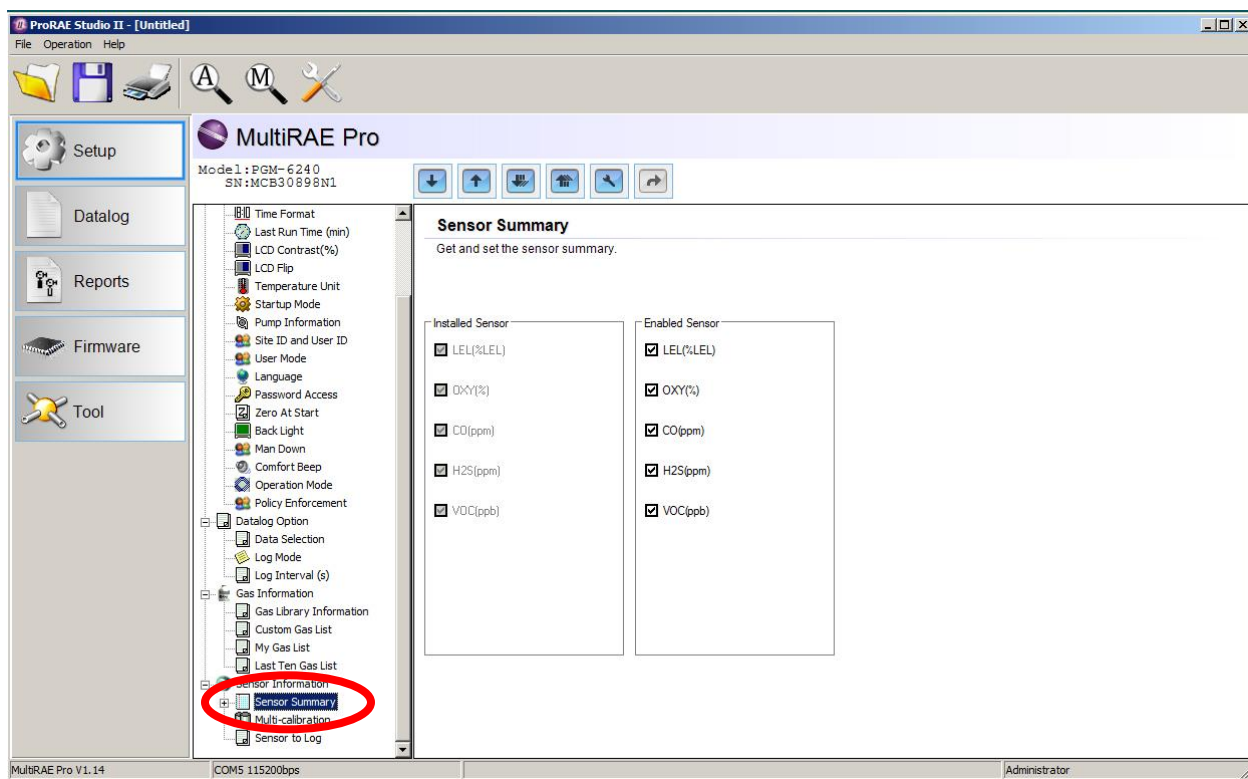 ProRAE Studio II - [Untitled]
File Operation Help
A M
Setup
Datalog
Reports
Firmware
Tool
MultiRAE Pro
Model:PGM-6240
SN:MCB30898N1
Time Format
Last Run Time (min)
LCD Contrast(%)
LCD Flip
Temperature Unit
Startup Mode
Pump Information
Site ID and User ID
User Mode
Language
Password Access
Zero At Start
Back Light
Man Down
Comfort Beep
Operation Mode
Policy Enforcement
Datalog Option
Data Selection
Log Mode
Log Interval (s)
Gas Information
Gas Library Information
Custom Gas List
My Gas List
Last Ten Gas List
Sensor Information
Sensor Summary
Multi-calibration
Sensor to Log
Sensor Summary
Get and set the sensor summary.
Installed Sensor
LEL(%LEL)
OXY(%)
CO(ppm)
H2S(ppm)
VOC(ppb)
Enabled Sensor
LEL(%LEL)
OXY(%)
CO(ppm)
H2S(ppm)
VOC(ppb)
MultiRAE Pro V1.14
COM5 115200bps
Administrator